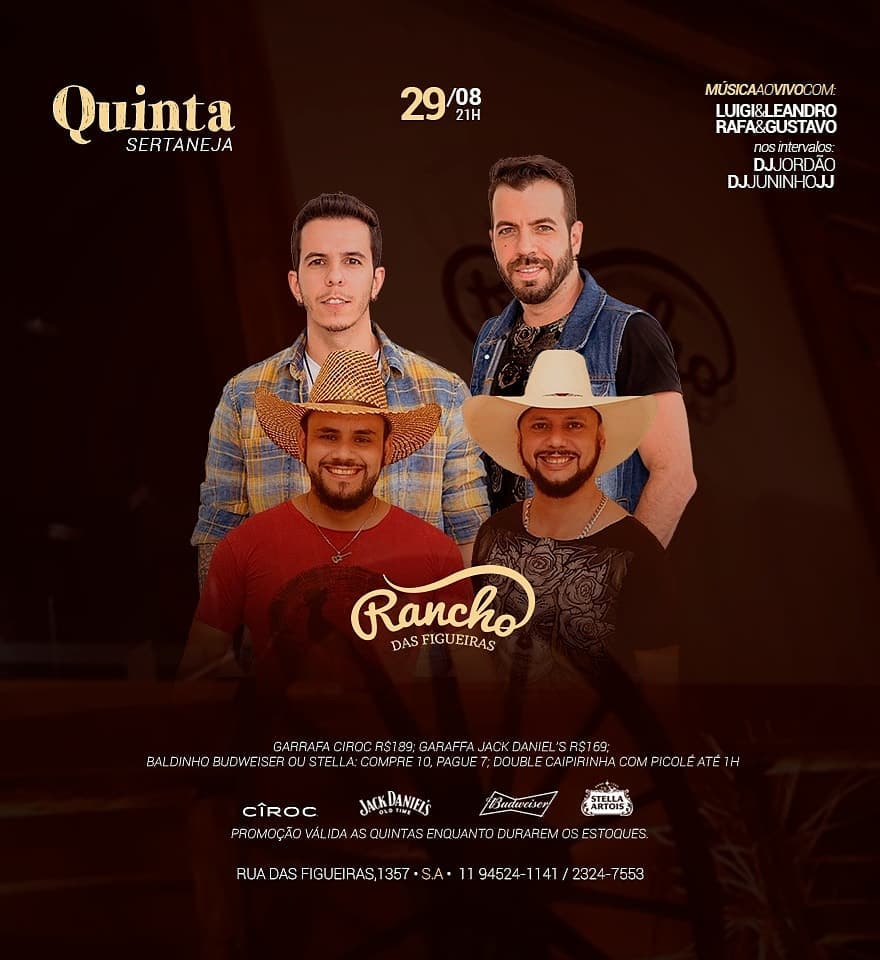 Quinta
SERTANEJA
29/08
21H
MÚSICAAOVIVOCOM:
LUIGI&LEANDRO
RAFA&GUSTAVO
nos intervalos:
DJJORDÃO
DJJUNINHOJJ
Rancho
DAS FIGUEIRAS
GARRAFA CIROC R$189; GARAFFA JACK DANIEL'S R$169;
BALDINHO BUDWEISER OU STELLA: COMPRE 10, PAGUE 7; DOUBLE CAIPIRINHA COM PICOLÉ ATÉ 1H
CÎROC
JACK DANIEL'S
OLD TIME
Budweiser
STELLA
ARTOIS
PROMOÇÃO VÁLIDA AS QUINTAS ENQUANTO DURAREM OS ESTOQUES.
RUA DAS FIGUEIRAS,1357 • S.A • 11 94524-1141 / 2324-7553